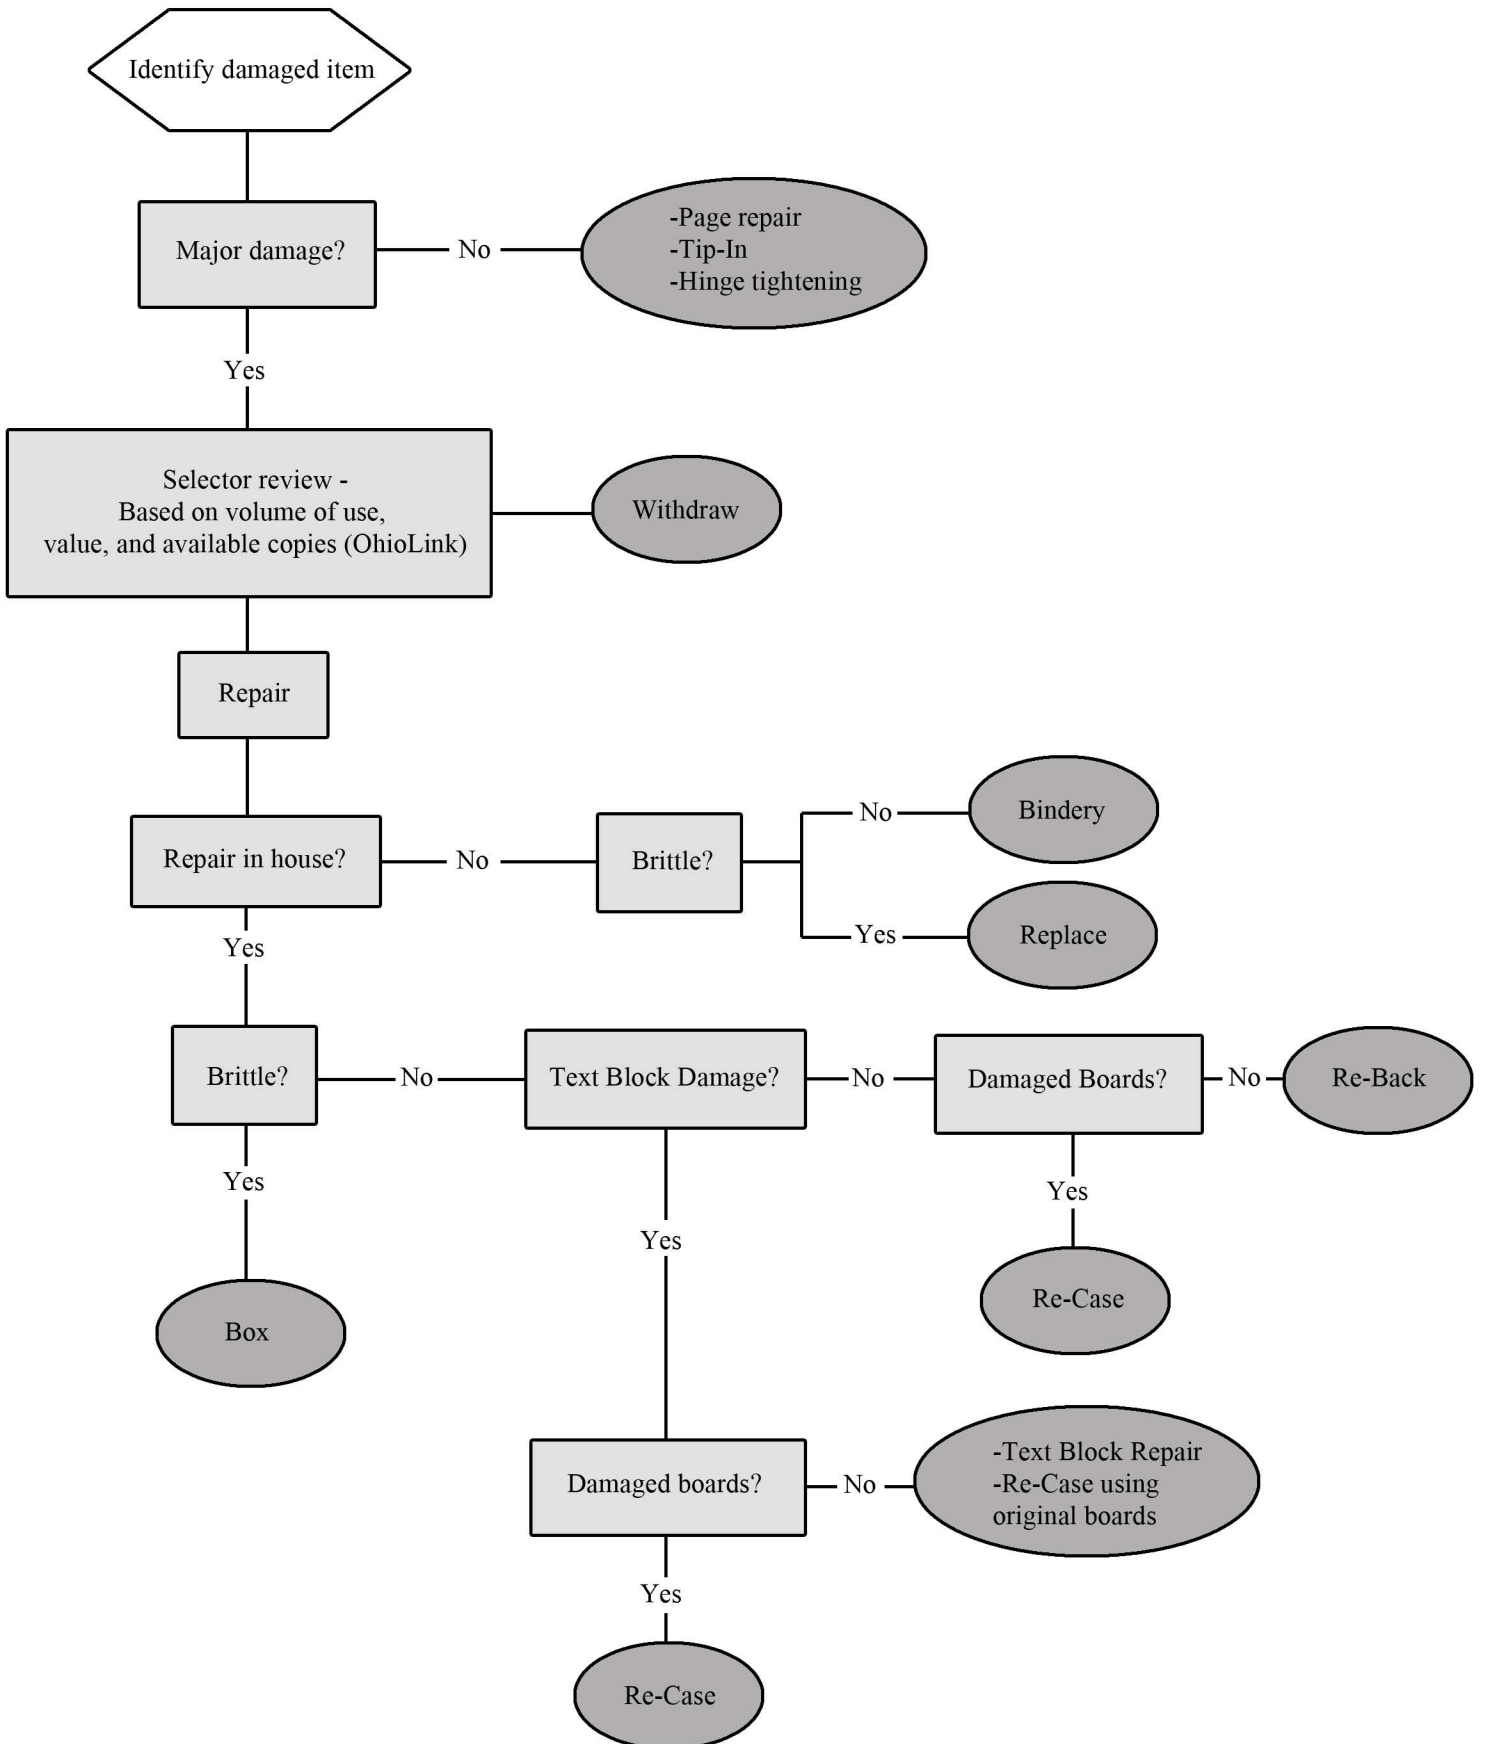 Identify damaged item
Major damage?
No
-Page repair
-Tip-In
-Hinge tightening
Yes
Selector review -
Based on volume of use,
value, and available copies (OhioLink)
Withdraw
Repair
Repair in house?
No
Brittle?
No
Bindery
Yes
Replace
Yes
Brittle?
No
Text Block Damage?
No
Damaged Boards?
No
Re-Back
Yes
Re-Case
Yes
Box
Yes
Damaged boards?
No
-Text Block Repair
-Re-Case using
original boards
Yes
Re-Case